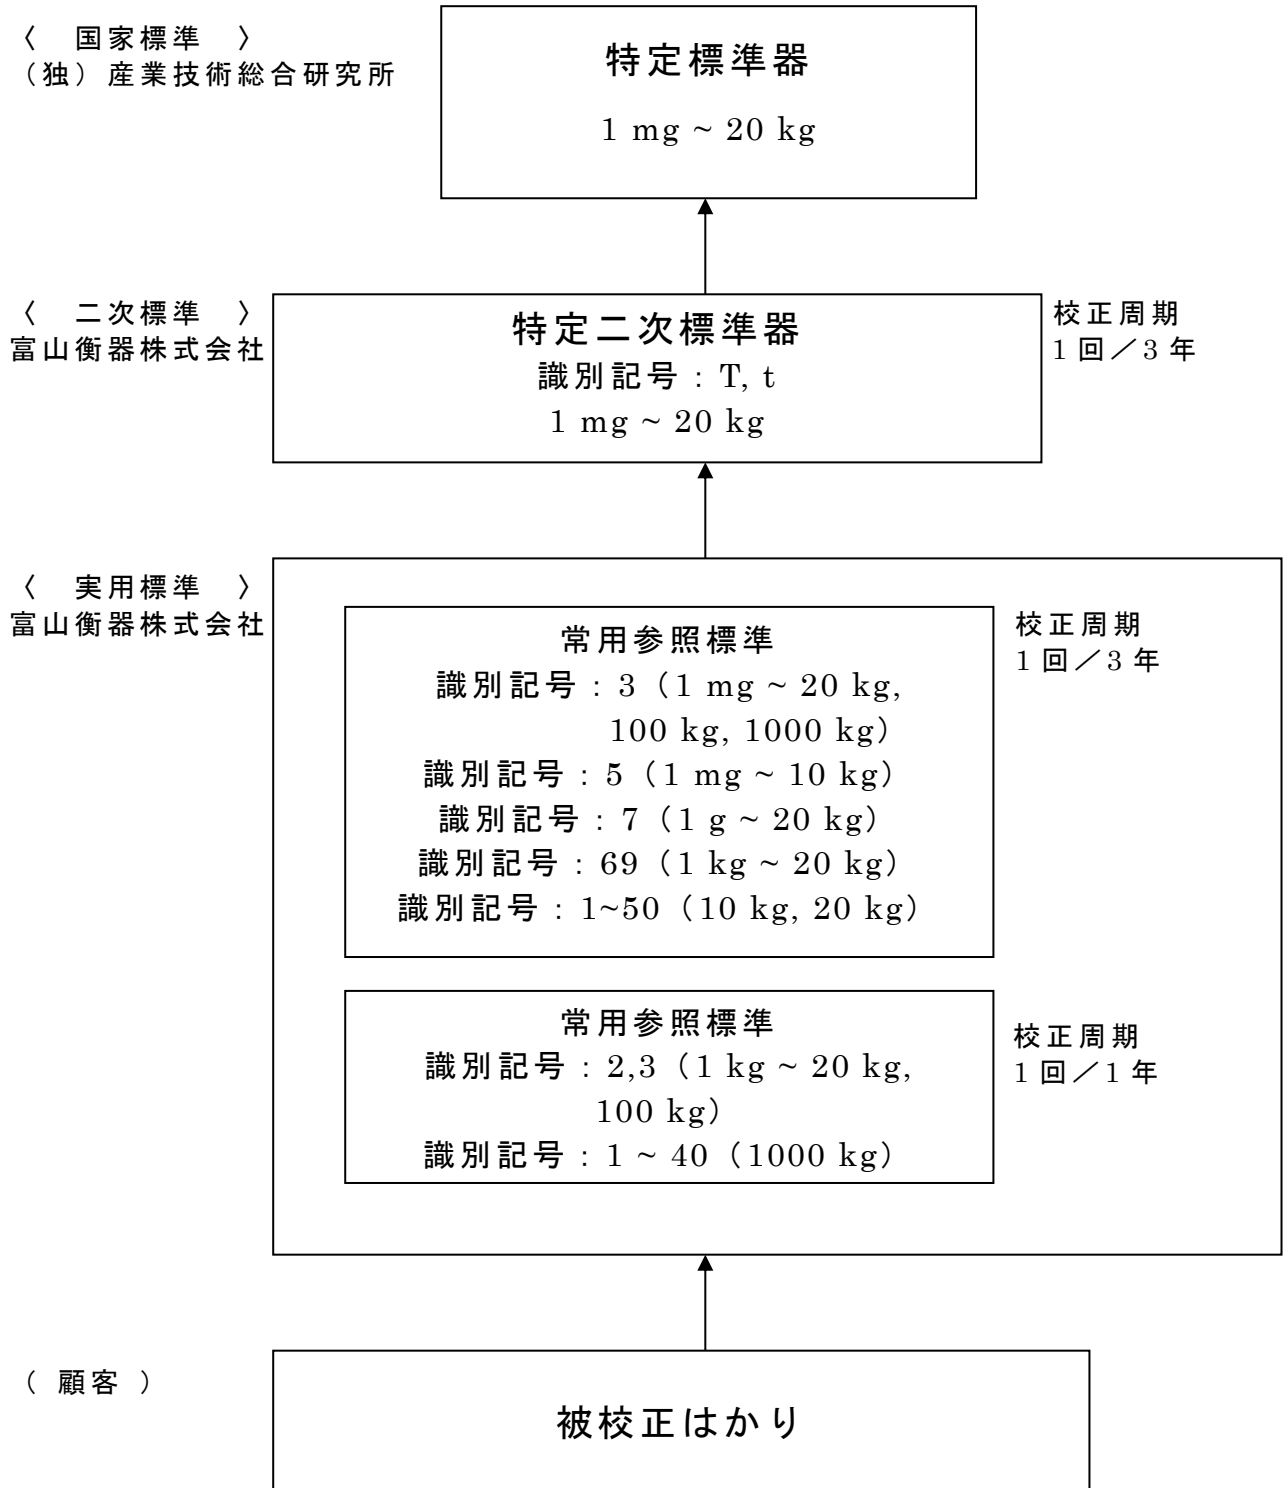 〈　国家標準　〉
（独）産業技術総合研究所
特定標準器
1 mg ~ 20 kg
〈　二次標準　〉
富山衡器株式会社
特定二次標準器
識別記号：T, t
1 mg ~ 20 kg
校正周期
1 回／3 年
〈　実用標準　〉
富山衡器株式会社
常用参照標準
識別記号：3（1 mg ~ 20 kg,
100 kg, 1000 kg）
識別記号：5（1 mg ~ 10 kg）
識別記号：7（1 g ~ 20 kg）
識別記号：69（1 kg ~ 20 kg）
識別記号：1~50（10 kg, 20 kg）
校正周期
1 回／3 年
常用参照標準
識別記号：2,3（1 kg ~ 20 kg,
100 kg）
識別記号：1 ~ 40（1000 kg）
校正周期
1 回／1 年
（ 顧客 ）
被校正はかり